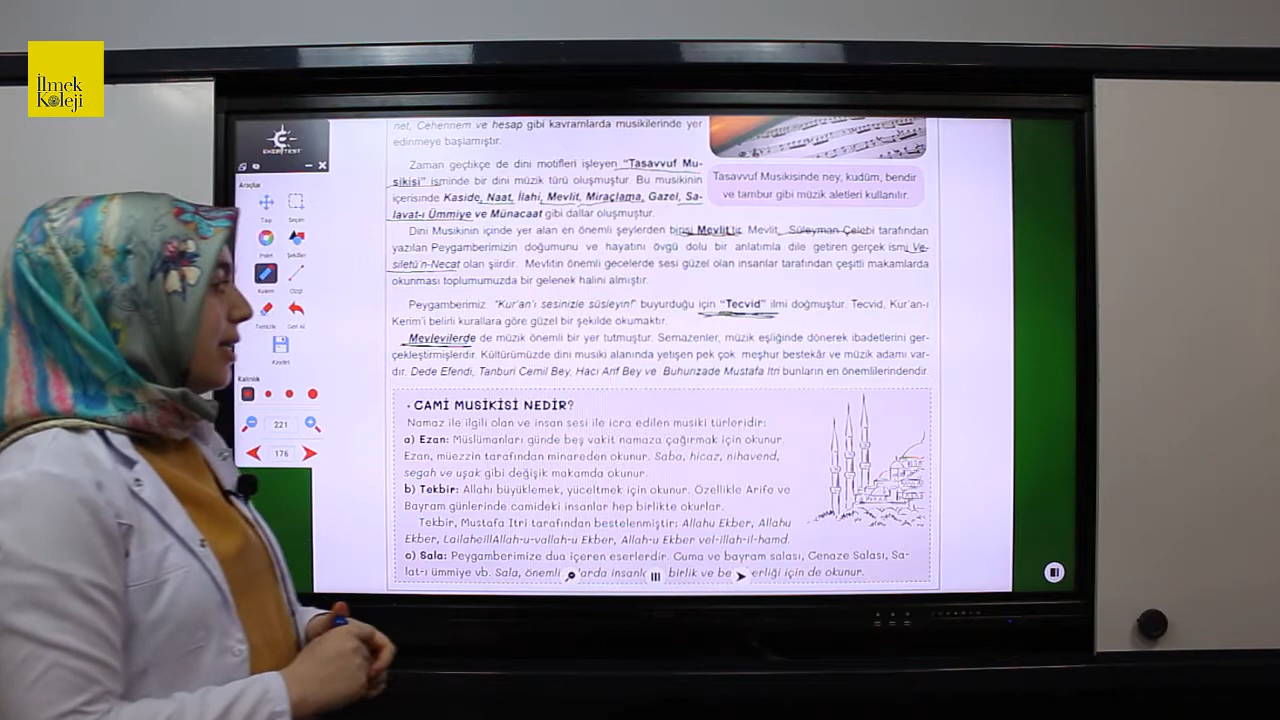 İlmek
Koleji
EKSENTEST
Araçlar
Taşı
Seçim
Palet
Şekiller
Kalem
Çizgi
Temizle
Geri Al
Kaydet
Kalınlık
221
176
net, Cehennem ve hesap gibi kavramlarda musikilerinde yer
edinmeye başlamıştır.
Zaman geçtikçe de dini motifleri işleyen “Tasavvuf Mu-
sikisi” isminde bir dini müzik türü oluşmuştur. Bu musikinin
içerisinde Kaside, Naat, İlahi, Mevlit, Miraçlama, Gazel, Sa-
lavat-ı Ümmiye ve Münacaat gibi dallar oluşmuştur.
Tasavvuf Musikisinde ney, kudüm, bendir
ve tambur gibi müzik aletleri kullanılır.
Dini Musikinin içinde yer alan en önemli şeylerden birisi Mevlit'tir. Mevlit, Süleyman Çelebi tarafından
yazılan Peygamberimizin doğumunu ve hayatını övgü dolu bir anlatımla dile getiren gerçek ismi Ve-
siletü'n-Necat olan şiirdir. Mevlitin önemli gecelerde sesi güzel olan insanlar tarafından çeşitli makamlarda
okunması toplumumuzda bir gelenek halini almıştır.
Peygamberimiz “Kur'an'ı sesinizle süsleyin!” buyurduğu için “Tecvid” ilmi doğmuştur. Tecvid, Kur'an-ı
Kerim'i belirli kurallara göre güzel bir şekilde okumaktır.
Mevlevilerde de müzik önemli bir yer tutmuştur. Semazenler, müzik eşliğinde dönerek ibadetlerini ger-
çekleştirmişlerdir. Kültürümüzde dini musiki alanında yetişen pek çok meşhur bestekâr ve müzik adamı var-
dır. Dede Efendi, Tanburi Cemil Bey, Hacı Arif Bey ve Buhurizade Mustafa Itri bunların en önemlilerindendir.
· CAMİ MUSİKİSİ NEDİR?
Namaz ile ilgili olan ve insan sesi ile icra edilen musiki türleridir:
a) Ezan: Müslümanları günde beş vakit namaza çağırmak için okunur.
Ezan, müezzin tarafından minareden okunur. Saba, hicaz, nihavend,
segah ve uşak gibi değişik makamda okunur.
b) Tekbir: Allahı büyüklemek, yüceltmek için okunur. Özellikle Arife ve
Bayram günlerinde camideki insanlar hep birlikte okurlar.
Tekbir, Mustafa Itri tarafından bestelenmiştir: Allahu Ekber, Allahu
Ekber, LailaheillAllah-u-vallah-u Ekber, Allah-u Ekber vel-illah-il-hamd.
c) Sala: Peygamberimize dua içeren eserlerdir. Cuma ve bayram salası, Cenaze Salası, Sa-
lat-ı ümmiye vb. Sala, önemli birlik ve için de okunur.